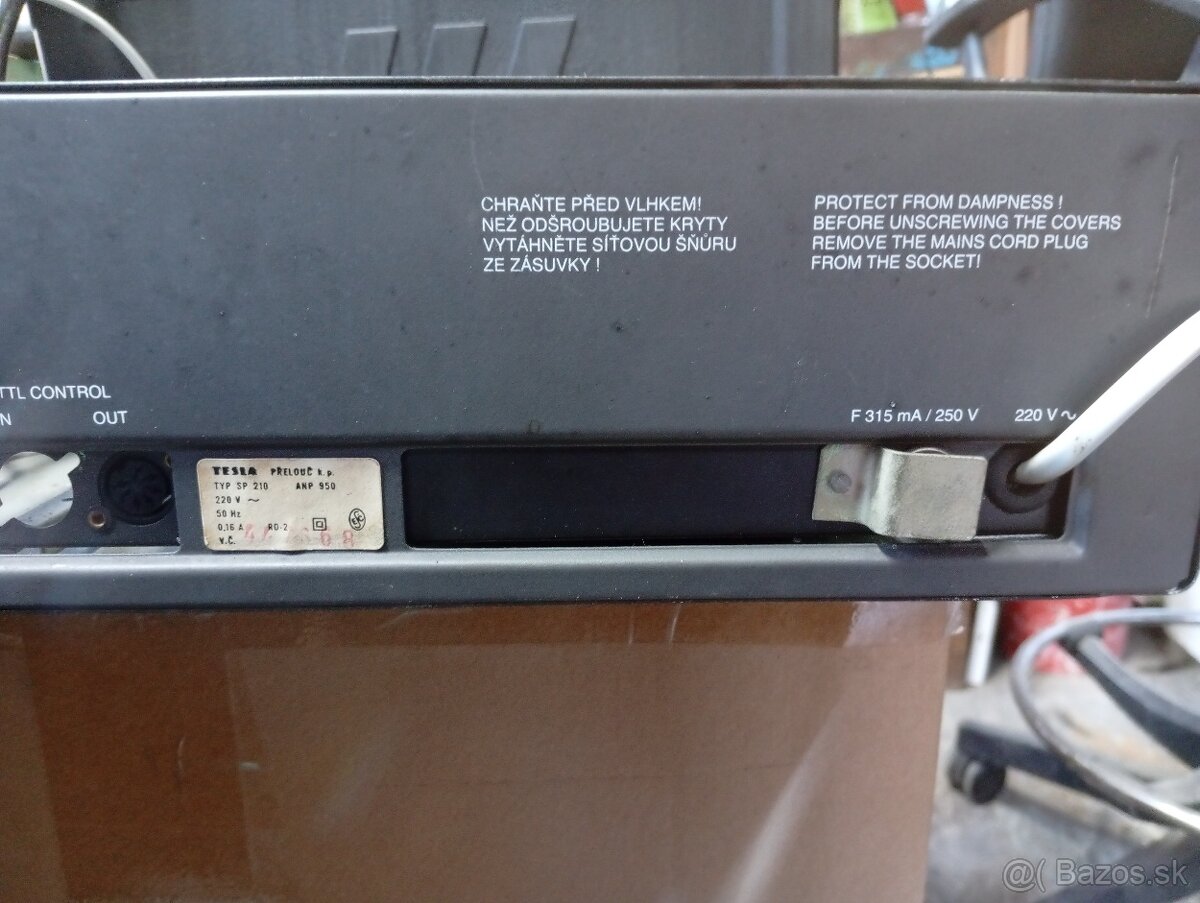 CHRAŇTE PŘED VLHKEM!
NEŽ ODŠROUBUJETE KRYTY
VYTÁHNĚTE SÍŤOVOU ŠŇŮRU
ZE ZÁSUVKY !
PROTECT FROM DAMPNESS !
BEFORE UNSCREWING THE COVERS
REMOVE THE MAINS CORD PLUG
FROM THE SOCKET!
TTL CONTROL
N OUT
F 315 mA / 250 V 220 V ~
TESLA PŘELOUČ k.p.
TYP SP 210 ANP 950
220 V ~
50 Hz
0,16 A RD-2
V.Č.
@( Bazos.sk